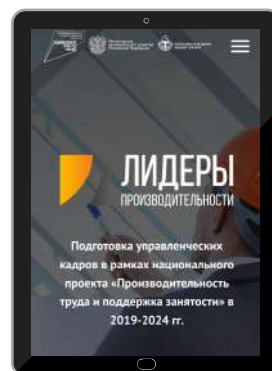 ЛИДЕРЫ
ПРОИЗВОДИТЕЛЬНОСТИ
Подготовка управленческих
кадров в рамках национального
проекта «Производительность
труда и поддержка занятости» в
2019-2024 гг.